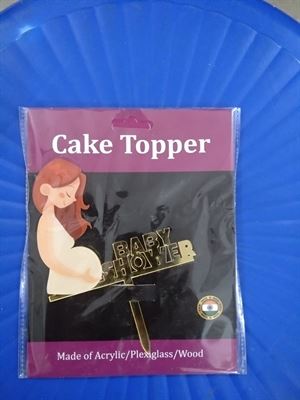 Cake Topper
BABY
SHOWER
Made of Acrylic/Plexiglass/Wood